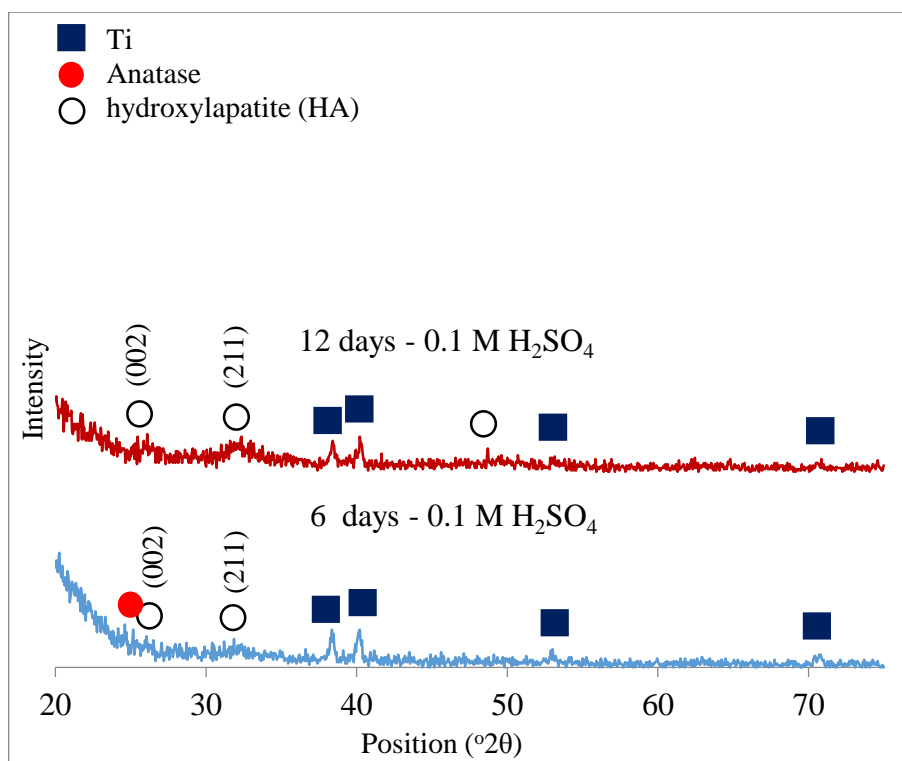 Ti
Anatase
hydroxylapatite (HA)
Intensity
(002)
(211)
12 days - 0.1 M H₂SO₄
6  days - 0.1 M H₂SO₄
(002)
(211)
20 30 40 50 60 70
Position (º2θ)